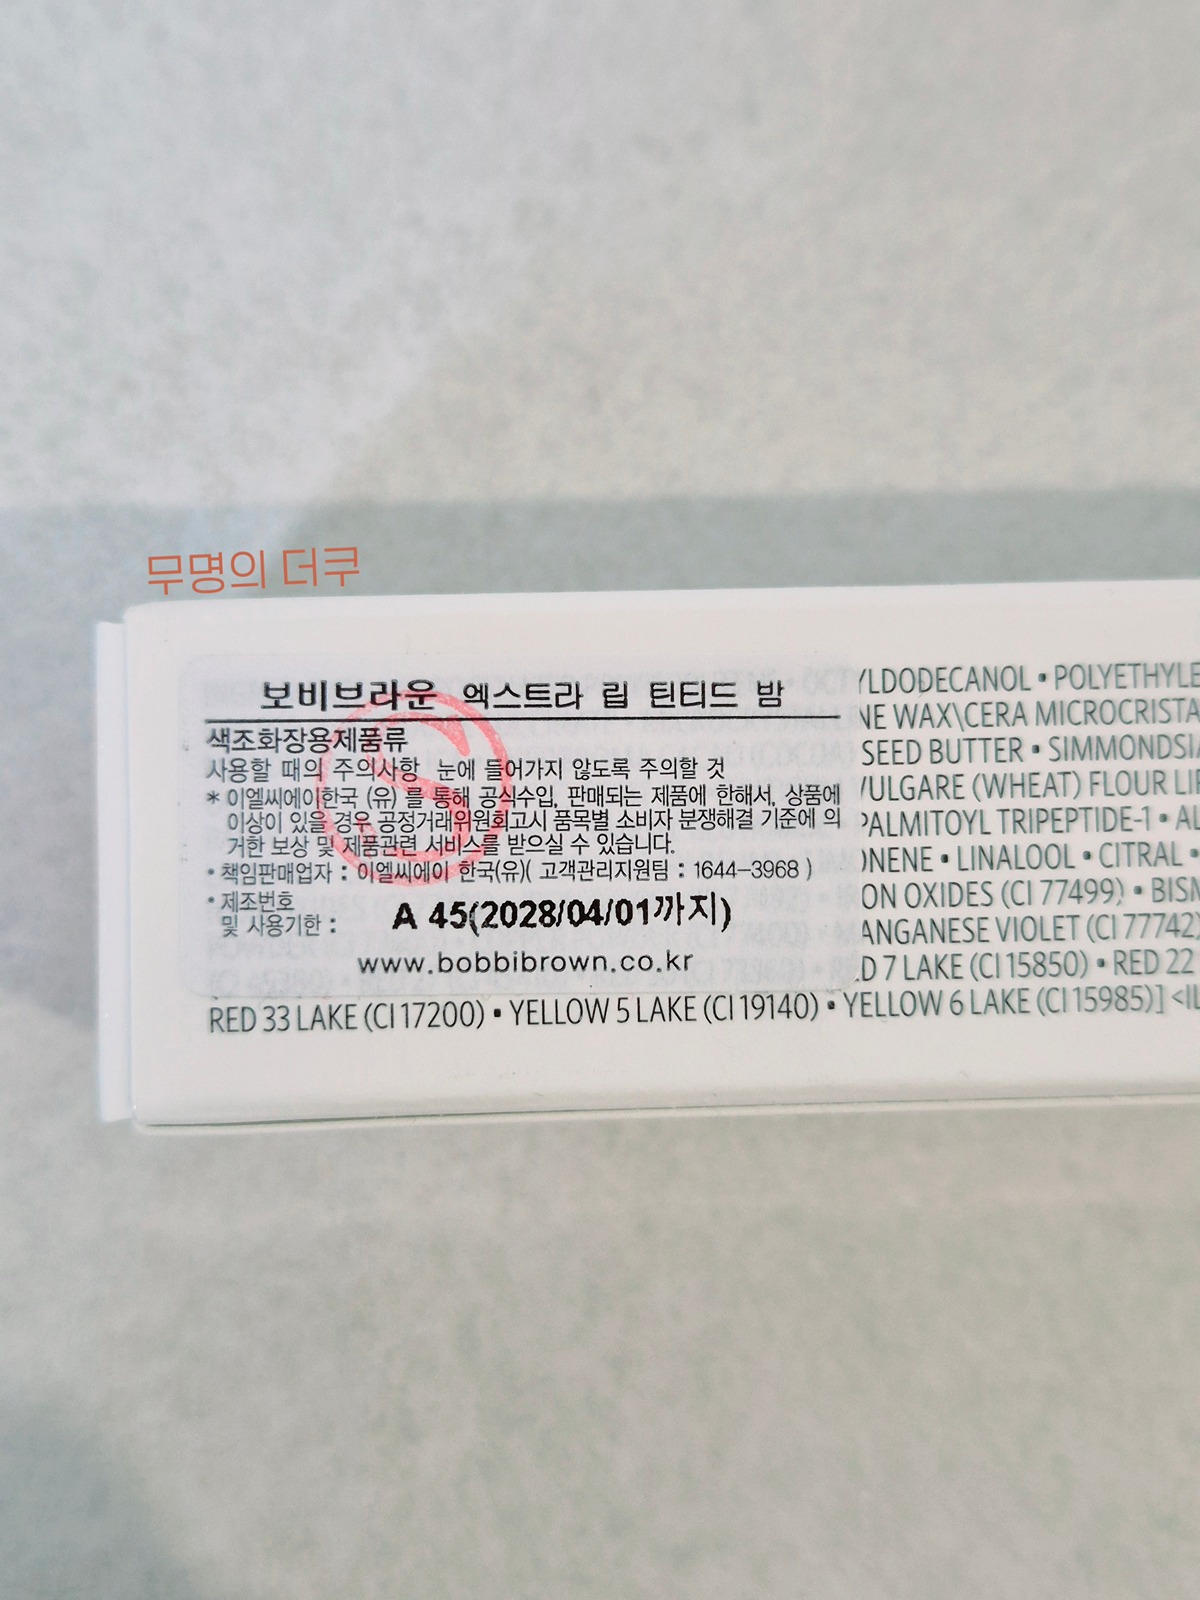 무명의 더쿠
보비브라운 엑스트라 립 틴티드 밤
색조화장용제품류
사용할 때의 주의사항 눈에 들어가지 않도록 주의할 것
* 이엘씨에이한국 (유) 를 통해 공식수입, 판매되는 제품에 한해서, 상품에
이상이 있을 경우 공정거래위원회고시 품목별 소비자 분쟁해결 기준에 의
거한 보상 및 제품관련 서비스를 받으실 수 있습니다.
• 책임판매업자 : 이엘씨에이 한국(유)( 고객관리지원팀 : 1644-3968 )
• 제조번호
및 사용기한 : A 45(2028/04/01까지)
www.bobbibrown.co.kr
YLDODECANOL • POLYETHYLE
NE WAX\CERA MICROCRISTA
SEED BUTTER • SIMMONDSIA
VULGARE (WHEAT) FLOUR LIP
PALMITOYL TRIPEPTIDE-1 • AL
ONENE • LINALOOL • CITRAL •
ON OXIDES (CI 77499) • BISM
ANGANESE VIOLET (CI 77742)
D 7 LAKE (CI 15850) • RED 22
RED 33 LAKE (CI 17200) • YELLOW 5 LAKE (CI 19140) • YELLOW 6 LAKE (CI 15985)] <IL